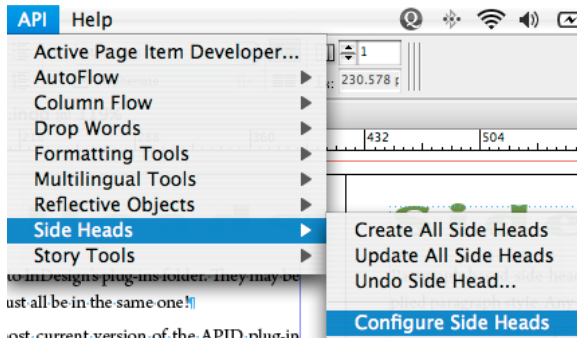 API Help
1
Active Page Item Developer...
AutoFlow
230.578
Column Flow
Drop Words
432 504
Formatting Tools
Multilingual Tools
Reflective Objects
Side Heads
Create All Side Heads
Story Tools
Update All Side Heads
to InDesign's plug-ins folder. They may be
Undo Side Head...
ust all be in the same one!¶
Configure Side Heads
ost current version of the APID plug-in